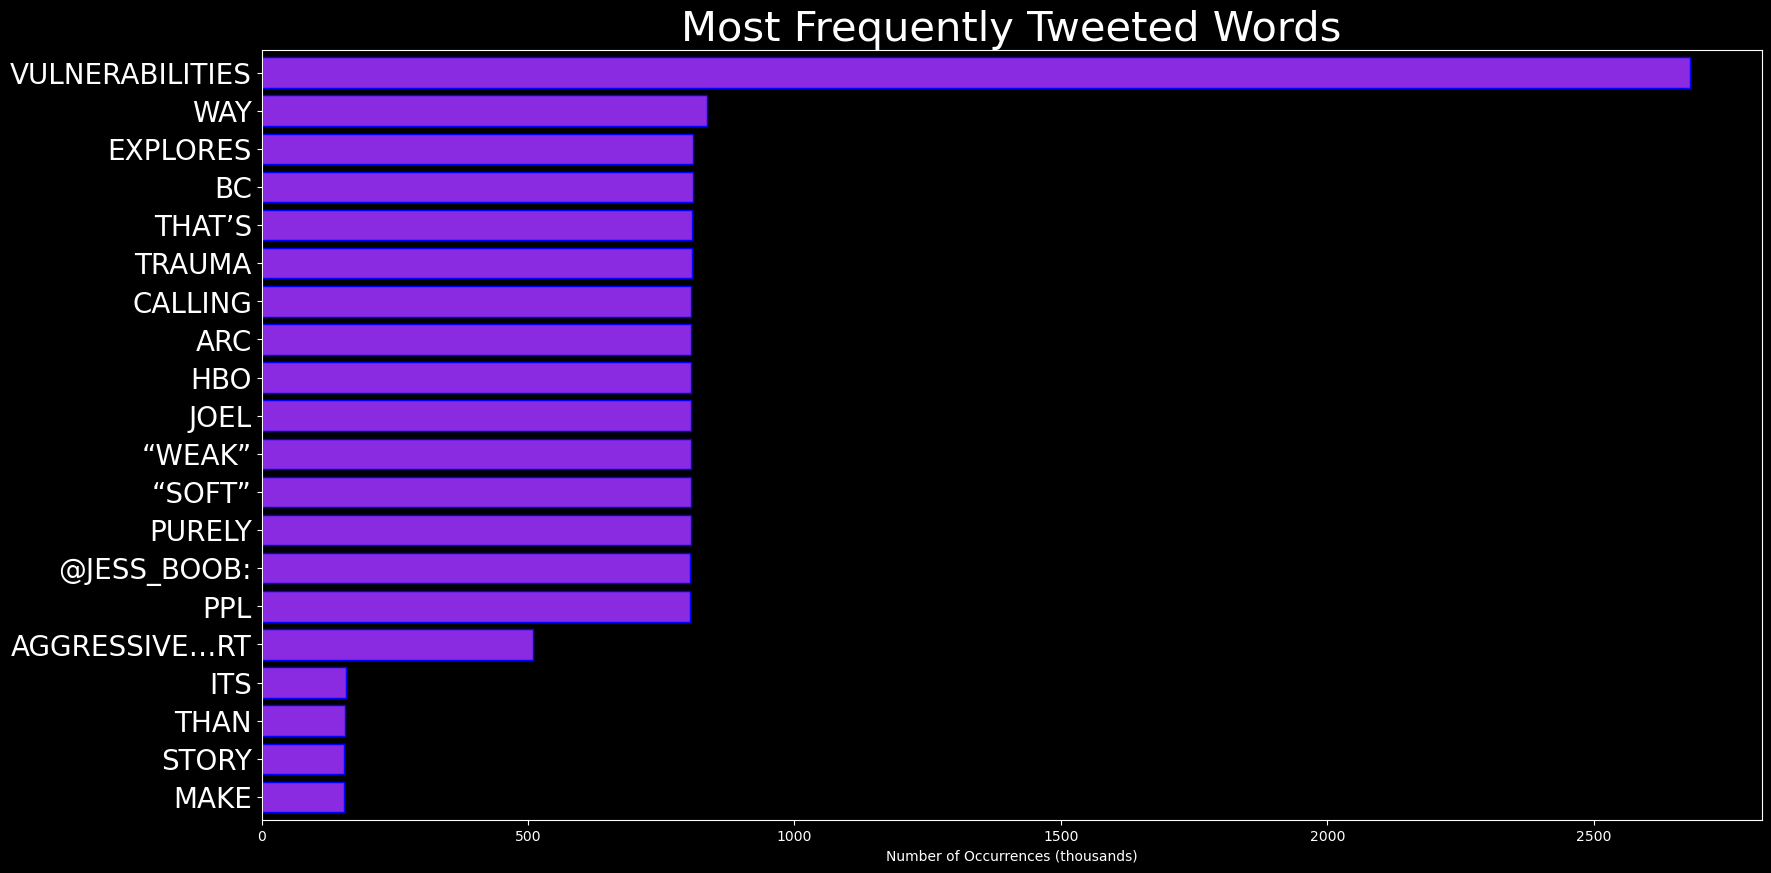 Most Frequently Tweeted Words
VULNERABILITIES
WAY
EXPLORES
BC
THAT’S
TRAUMA
CALLING
ARC
HBO
JOEL
“WEAK”
“SOFT”
PURELY
@JESS_BOOB:
PPL
AGGRESSIVE…RT
ITS
THAN
STORY
MAKE
0 500 1000 1500 2000 2500
Number of Occurrences (thousands)